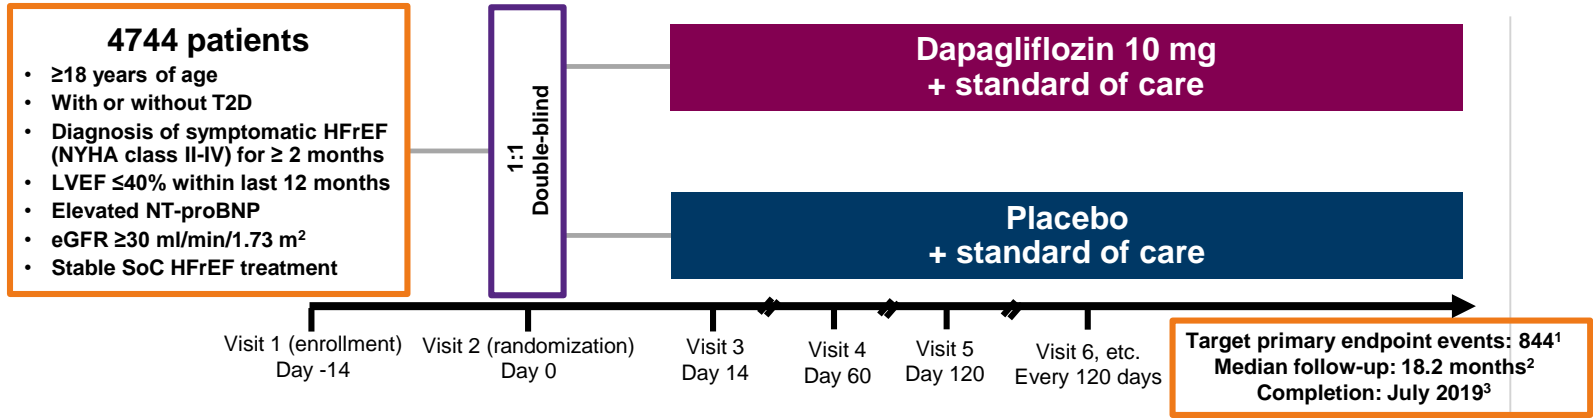 4744 patients
• ≥18 years of age
• With or without T2D
• Diagnosis of symptomatic HFrEF
(NYHA class II-IV) for ≥ 2 months
• LVEF ≤40% within last 12 months
• Elevated NT-proBNP
• eGFR ≥30 ml/min/1.73 m²
• Stable SoC HFrEF treatment
1:1
Double-blind
Dapagliflozin 10 mg
+ standard of care
Placebo
+ standard of care
Visit 1 (enrollment)
Day -14
Visit 2 (randomization)
Day 0
Visit 3
Day 14
Visit 4
Day 60
Visit 5
Day 120
Visit 6, etc.
Every 120 days
Target primary endpoint events: 844¹
Median follow-up: 18.2 months²
Completion: July 2019³